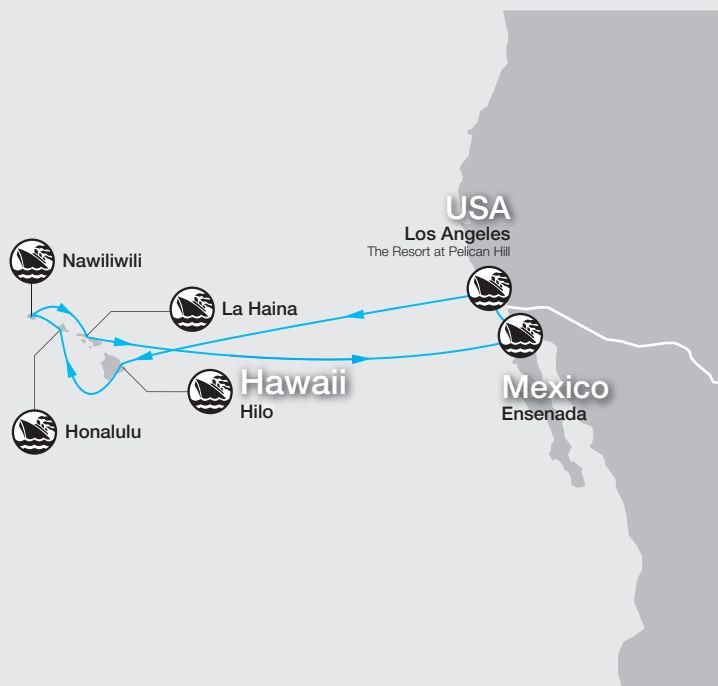 USA
Los Angeles
The Resort at Pelican Hill
Nawiliwili
La Haina
Hawaii
Hilo
Mexico
Ensenada
Honalulu